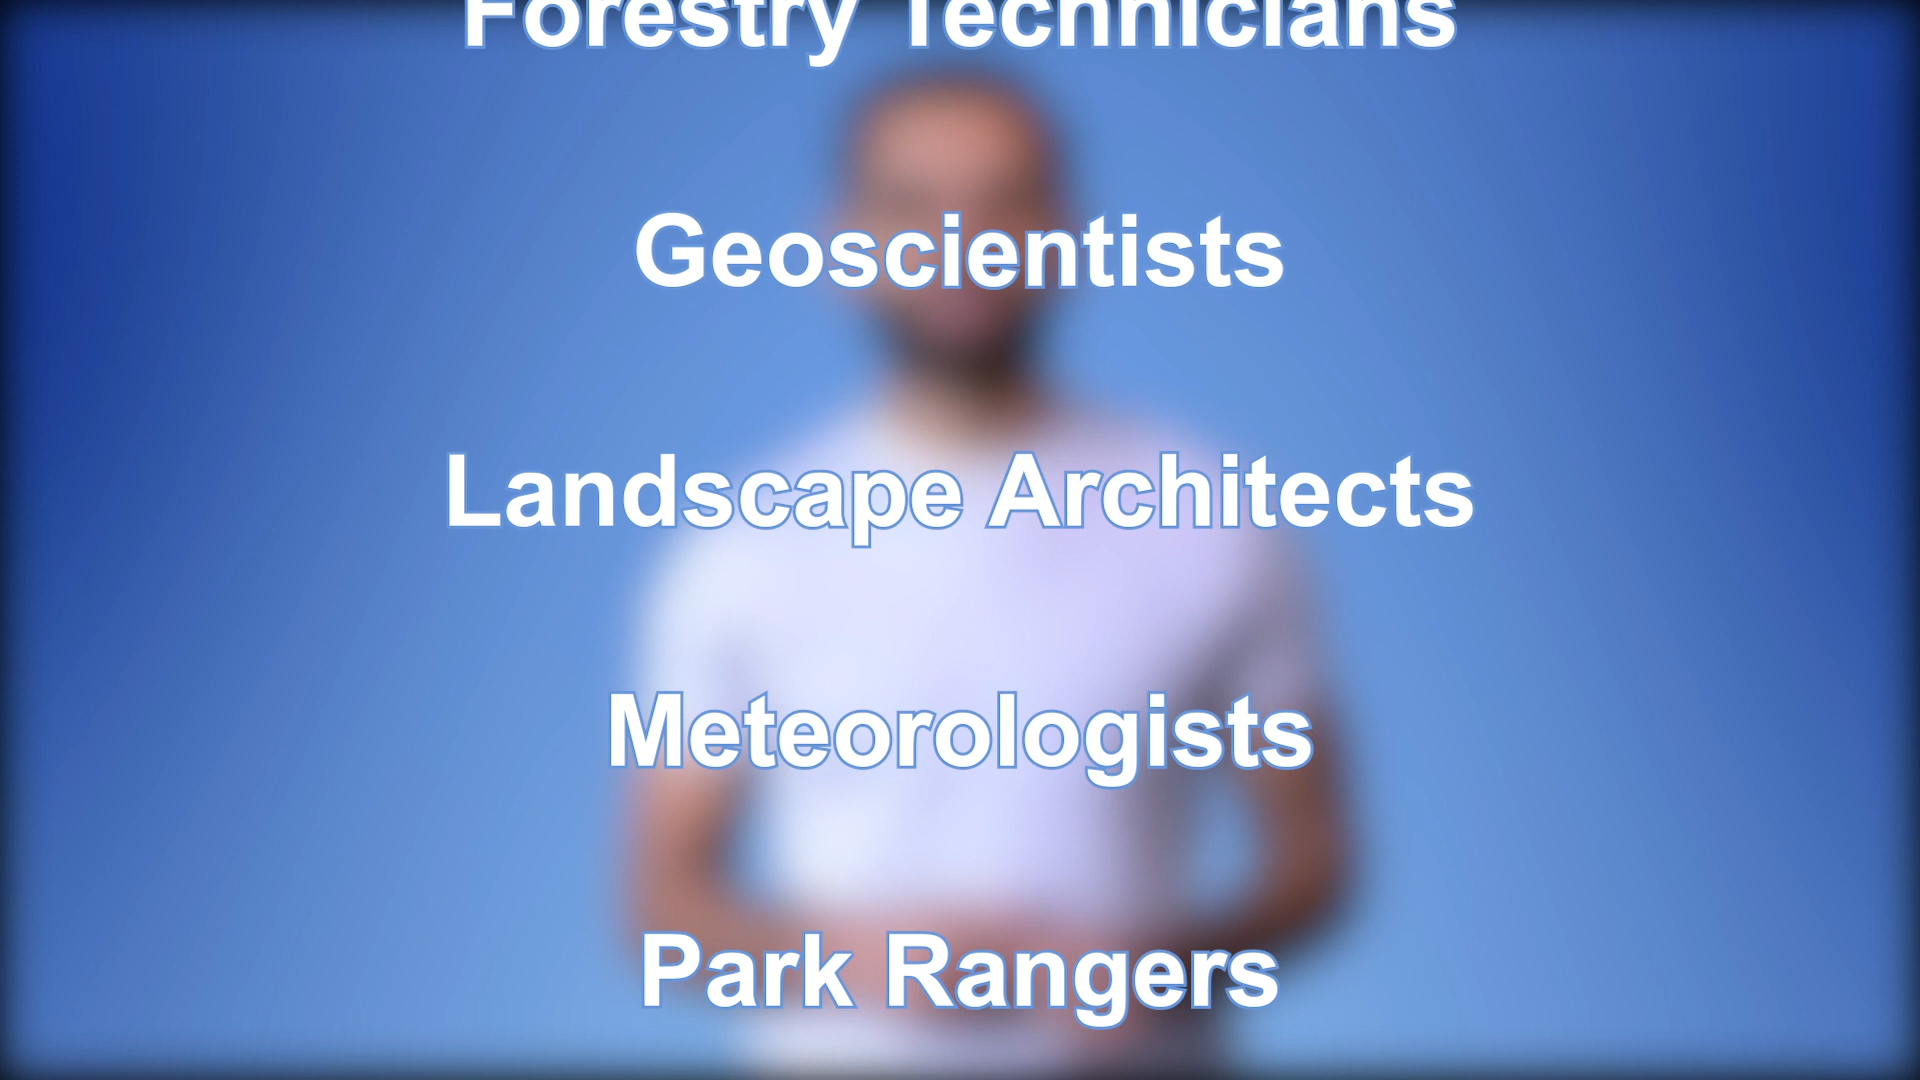 Forestry Technicians
Geoscientists
Landscape Architects
Meteorologists
Park Rangers